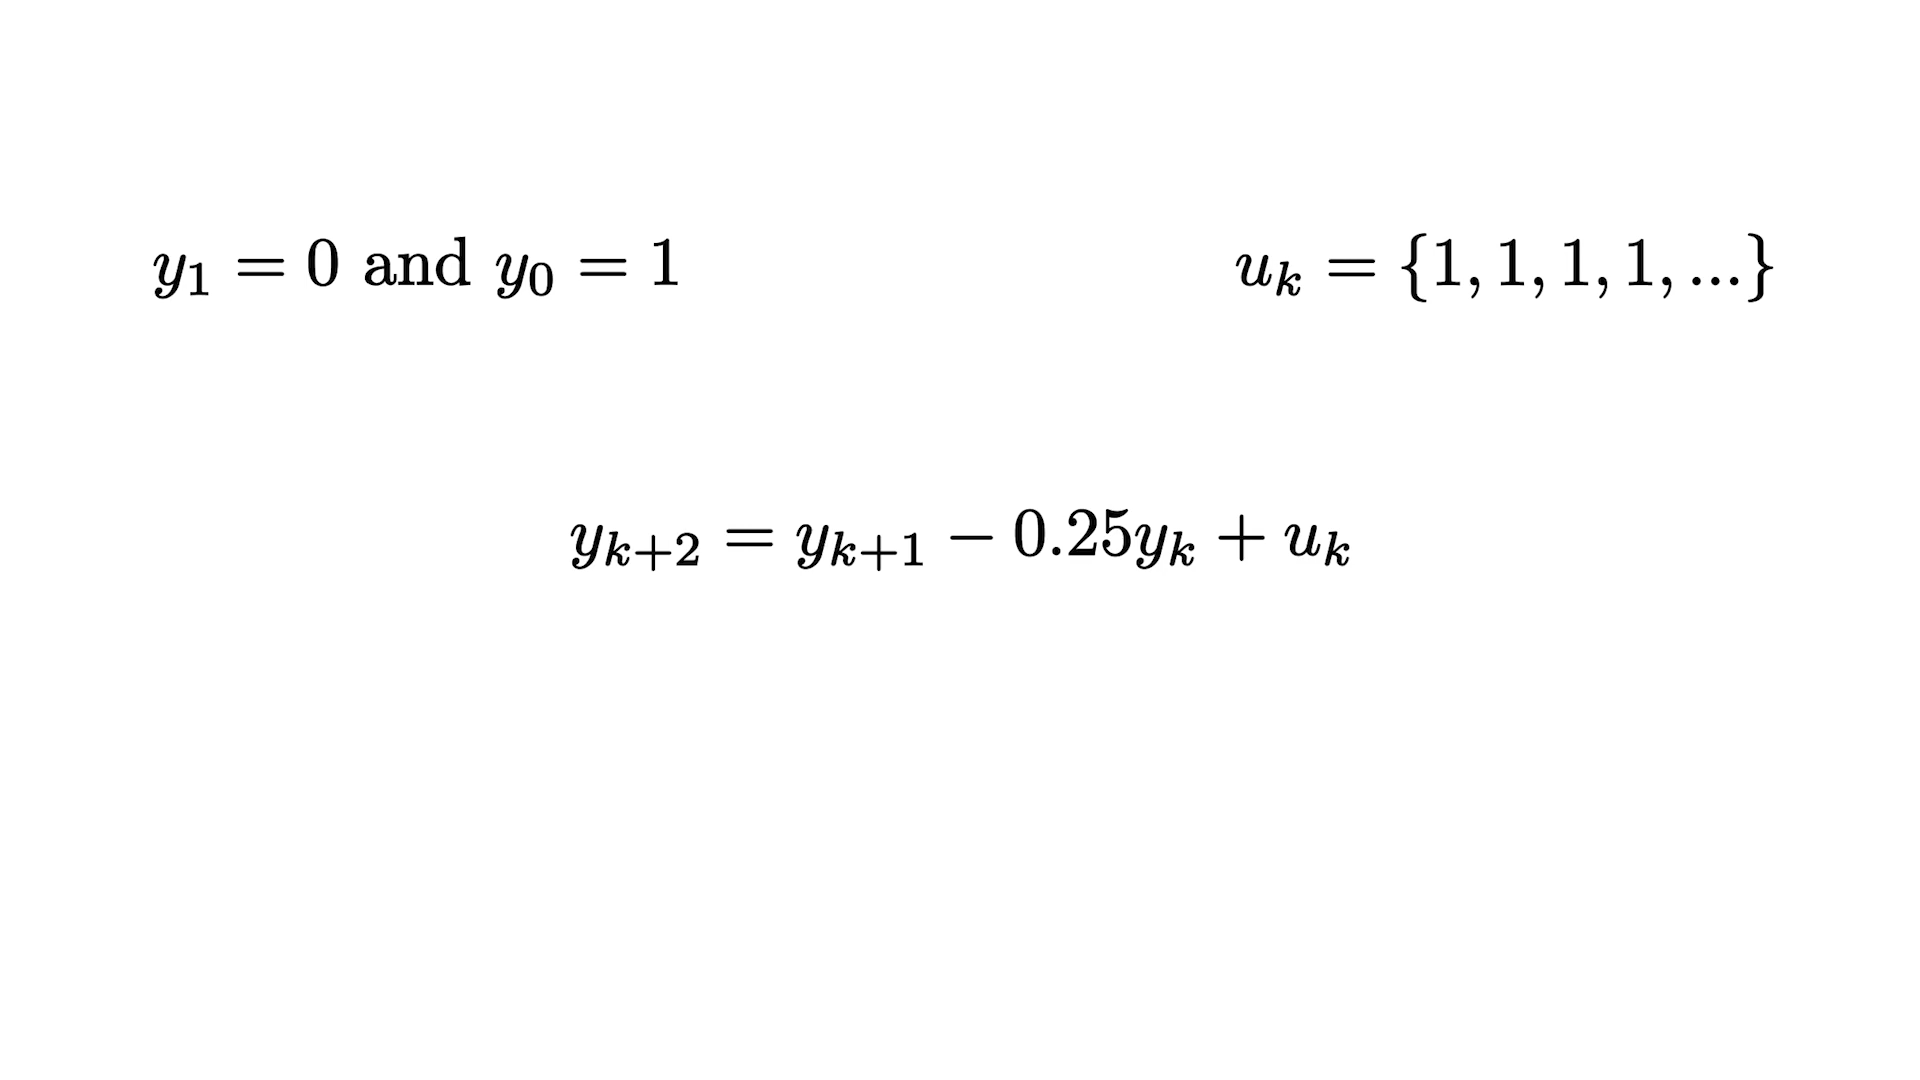 y₁ = 0 and y₀ = 1
uₖ = {1, 1, 1, 1, ...}
yₖ₊₂ = yₖ₊₁ − 0.25yₖ + uₖ